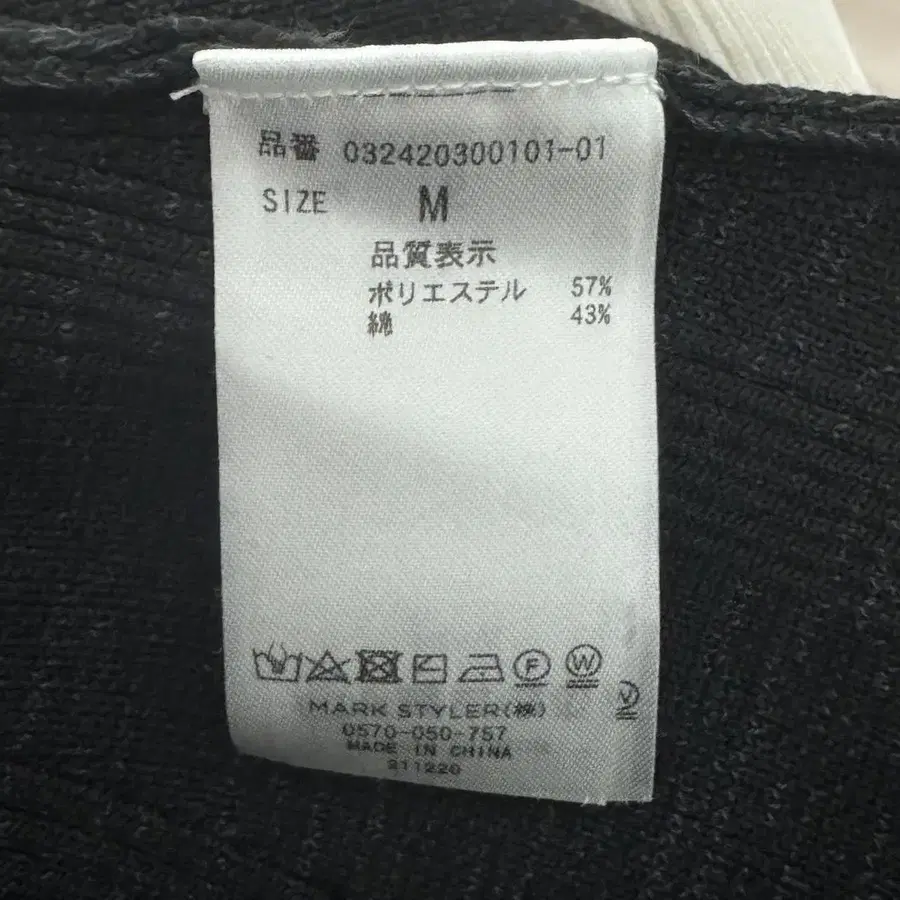 品番 032420300101-01
SIZE M
品質表示
ポリエステル 57%
綿 43%
F W
MARK STYLER(株)
0570-050-757
MADE IN CHINA
211220